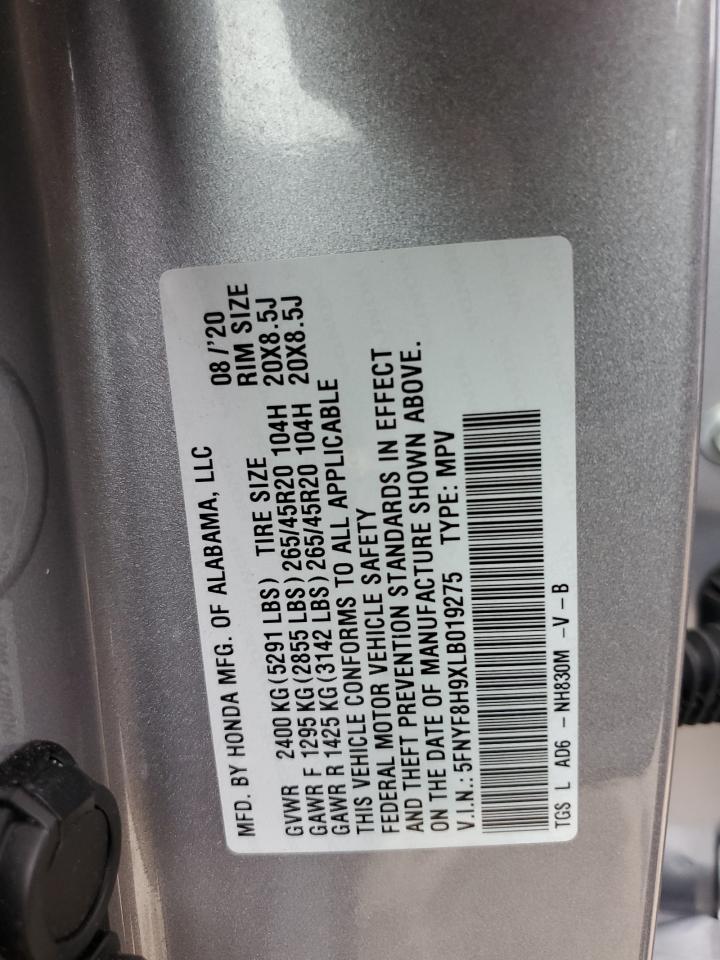 MFD. BY HONDA MFG. OF ALABAMA, LLC 08/'20
GVWR 2400 KG (5291 LBS) TIRE SIZE RIM SIZE
GAWR F 1295 KG (2855 LBS) 265/45R20 104H 20X8.5J
GAWR R 1425 KG (3142 LBS) 265/45R20 104H 20X8.5J
THIS VEHICLE CONFORMS TO ALL APPLICABLE
FEDERAL MOTOR VEHICLE SAFETY
AND THEFT PREVENTION STANDARDS IN EFFECT
ON THE DATE OF MANUFACTURE SHOWN ABOVE.
V.I.N.: 5FNYF8H9XLB019275 TYPE: MPV
TGS L AD6 - NH830M -V - B